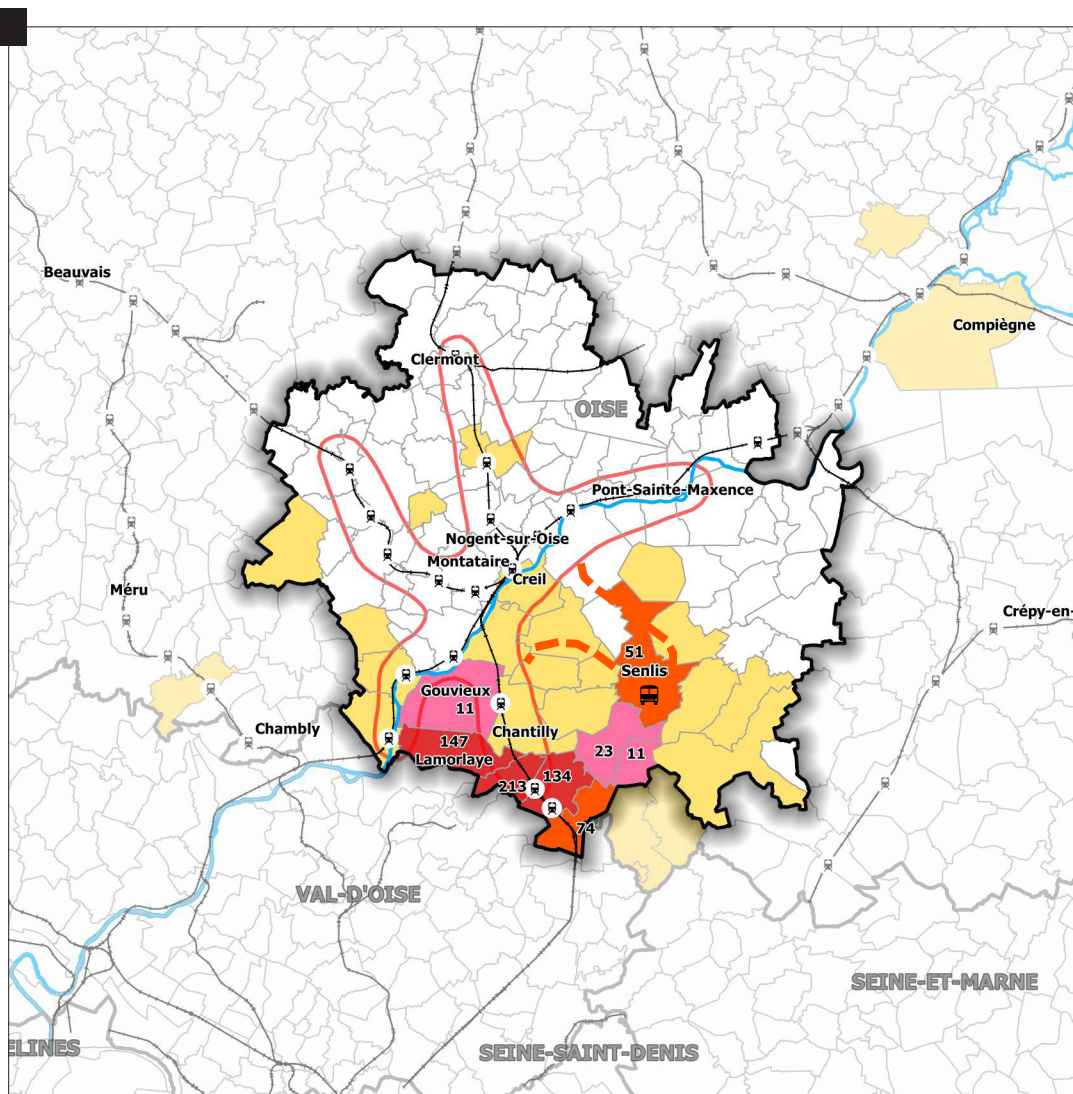 Beauvais
Compiègne
Clermont
OISE
Pont-Sainte-Maxence
Nogent-sur-Oise
Montataire
Creil
Méru
Crépy-en-
51
Senlis
Gouvieux
11
Chambly
Chantilly
147
Lamorlaye
23
11
213
134
74
VAL-D'OISE
SEINE-ET-MARNE
ELINES
SEINE-SAINT-DENIS